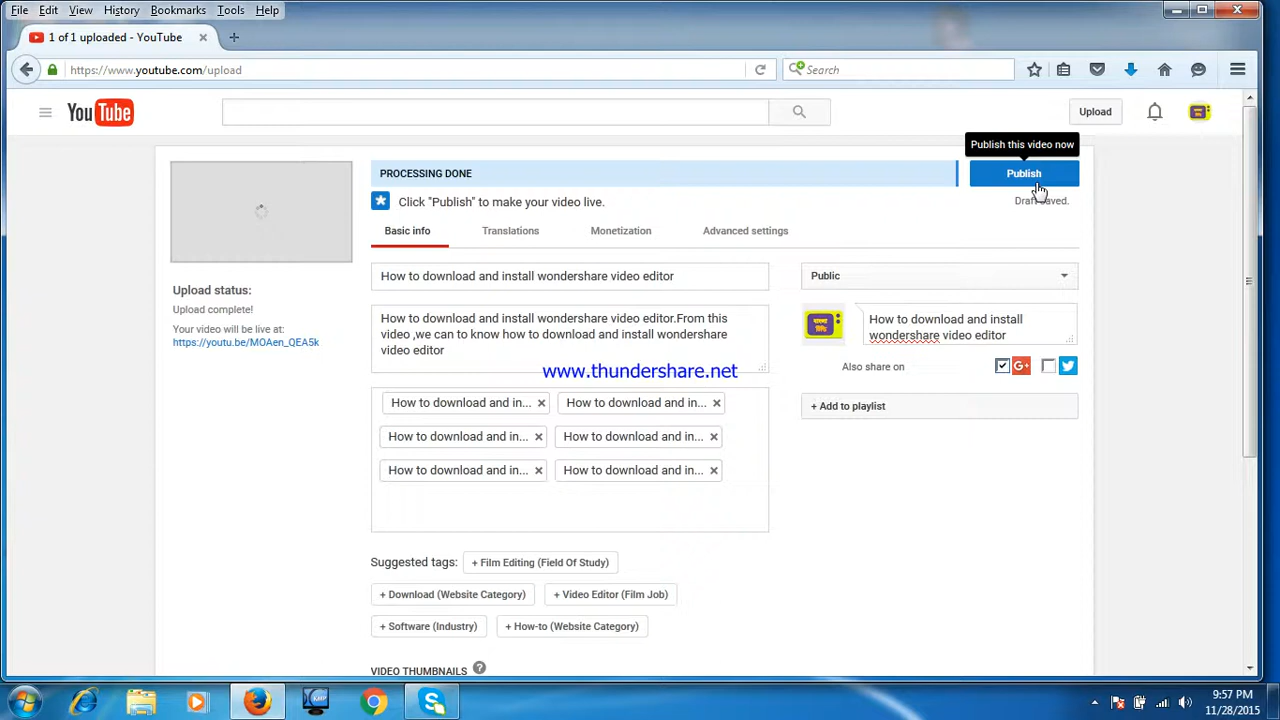 File Edit View History Bookmarks Tools Help
1 of 1 uploaded - YouTube
https://www.youtube.com/upload
Search
YouTube
Upload
Publish this video now
PROCESSING DONE
Publish
Click "Publish" to make your video live.
Draft saved.
Basic info Translations Monetization Advanced settings
How to download and install wondershare video editor
Public
Upload status:
Upload complete!
Your video will be live at:
https://youtu.be/MOAen_QEA5k
How to download and install wondershare video editor.From this
video ,we can to know how to download and install wondershare
video editor
How to download and install
wondershare video editor
www.thundershare.net
Also share on
G+
How to download and in... How to download and in...
+ Add to playlist
How to download and in... How to download and in...
How to download and in... How to download and in...
Suggested tags: + Film Editing (Field Of Study)
+ Download (Website Category) + Video Editor (Film Job)
+ Software (Industry) + How-to (Website Category)
VIDEO THUMBNAILS ?
9:57 PM
11/28/2015